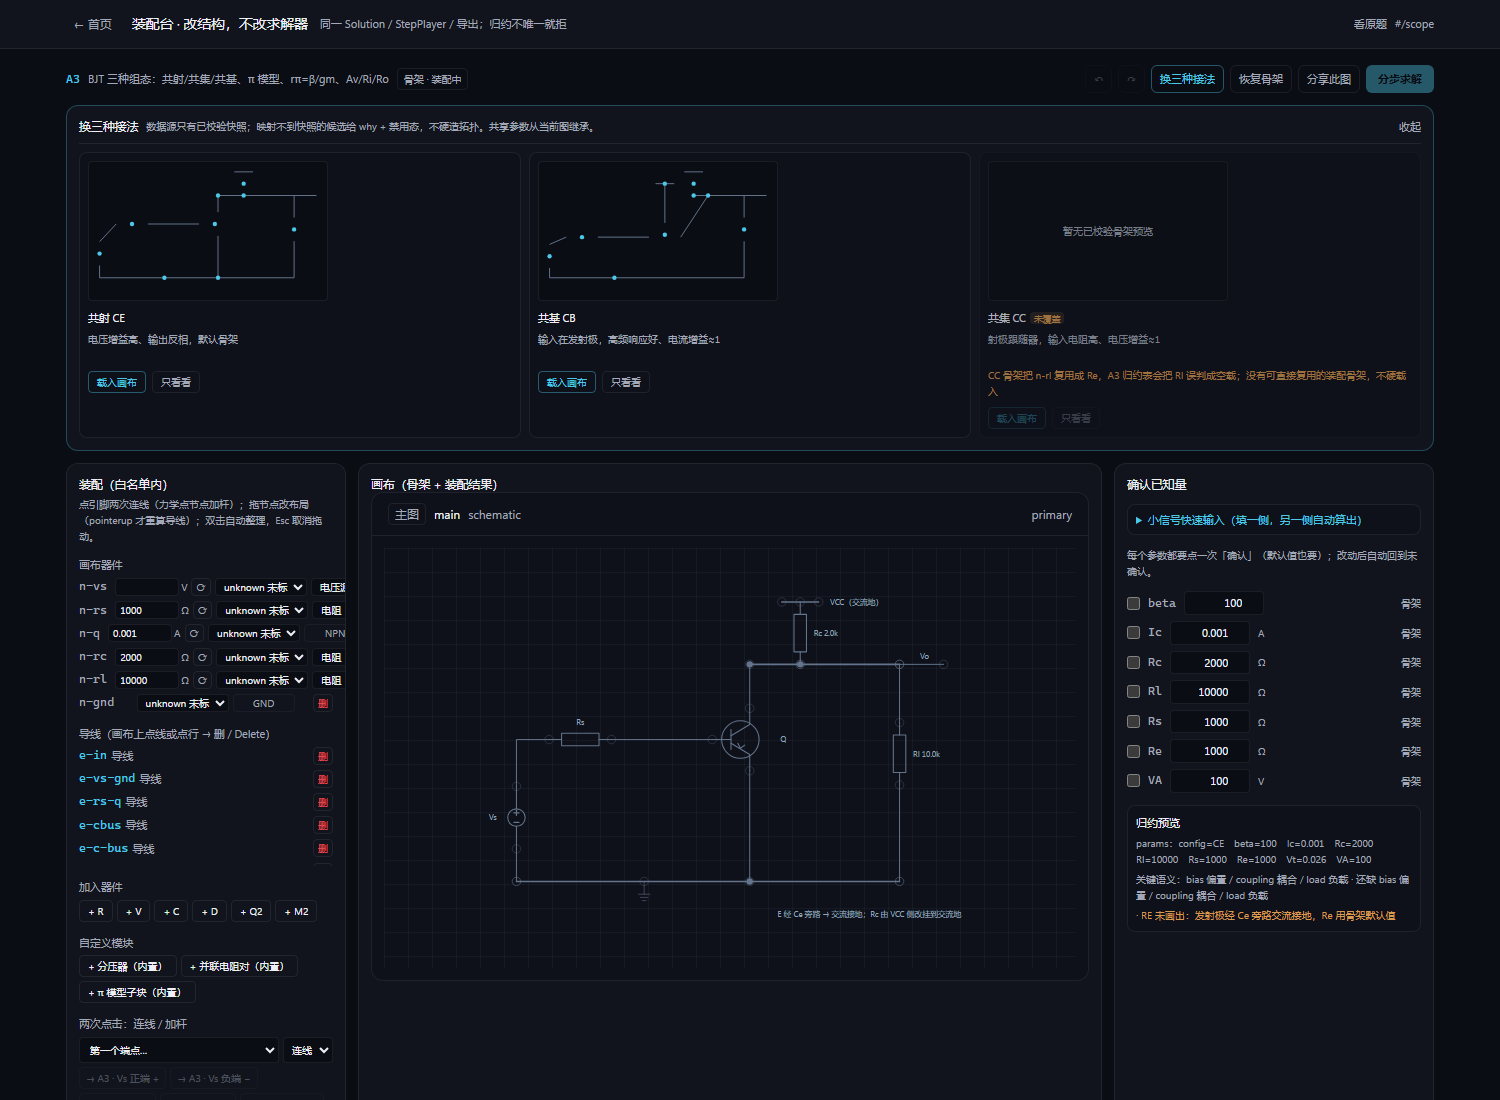 ← 首页 装配台 · 改结构，不改求解器 同一 Solution / StepPlayer / 导出；归约不唯一就拒 看原题 #/scope
A3 BJT 三种组态：共射/共集/共基、π 模型、rπ=β/gm、Av/Ri/Ro 骨架 · 装配中 ↶ ↷ 换三种接法 恢复骨架 分享此图 分步求解
换三种接法 数据源只有已校验快照；映射不到快照的候选给 why + 禁用态，不硬造拓扑。共享参数从当前图继承。 收起
暂无已校验骨架预览
共射 CE
电压增益高、输出反相，默认骨架
载入画布 只看看
共基 CB
输入在发射极，高频响应好、电流增益≈1
载入画布 只看看
共集 CC 未覆盖
射极跟随器，输入电阻高、电压增益≈1
CC 骨架把 n-rl 复用成 Re，A3 归约表会把 Rl 误判成空载；没有可直接复用的装配骨架，不硬载
入
载入画布 只看看
装配（白名单内）
点引脚两次连线（力学点节点加杆）；拖节点改布局
（pointerup 才重算导线）；双击自动整理，Esc 取消拖
动。
画布器件
n-vs V ⟳ unknown 未标 电压源
n-rs 1000 Ω ⟳ unknown 未标 电阻
n-q 0.001 A ⟳ unknown 未标 NPN
n-rc 2000 Ω ⟳ unknown 未标 电阻
n-rl 10000 Ω ⟳ unknown 未标 电阻
n-gnd unknown 未标 GND 删
导线（画布上点线或点行 → 删 / Delete）
e-in 导线 删
e-vs-gnd 导线 删
e-rs-q 导线 删
e-cbus 导线 删
e-c-bus 导线 删
加入器件
+ R + V + C + D + Q2 + M2
自定义模块
+ 分压器（内置） + 并联电阻对（内置）
+ π 模型子块（内置）
两次点击：连线 / 加杆
第一个端点... 连线
→ A3 · Vs 正端 + → A3 · Vs 负端 −
画布（骨架 + 装配结果）
主图 main schematic primary
VCC（交流地）
Rc 2.0k
Vo
Rs
Q
Rl 10.0k
Vs
E 经 Ce 旁路 → 交流接地；Rc 由 VCC 侧改挂到交流地
确认已知量
▶ 小信号快速输入（填一侧，另一侧自动算出）
每个参数都要点一次「确认」（默认值也要）；改动后自动回到未
确认。
beta 100 骨架
Ic 0.001 A 骨架
Rc 2000 Ω 骨架
Rl 10000 Ω 骨架
Rs 1000 Ω 骨架
Re 1000 Ω 骨架
VA 100 V 骨架
归约预览
params： config=CE beta=100 Ic=0.001 Rc=2000
Rl=10000 Rs=1000 Re=1000 Vt=0.026 VA=100
关键语义：bias 偏置 / coupling 耦合 / load 负载 · 还缺 bias 偏
置 / coupling 耦合 / load 负载
· RE 未画出：发射极经 Ce 旁路交流接地，Re 用骨架默认值